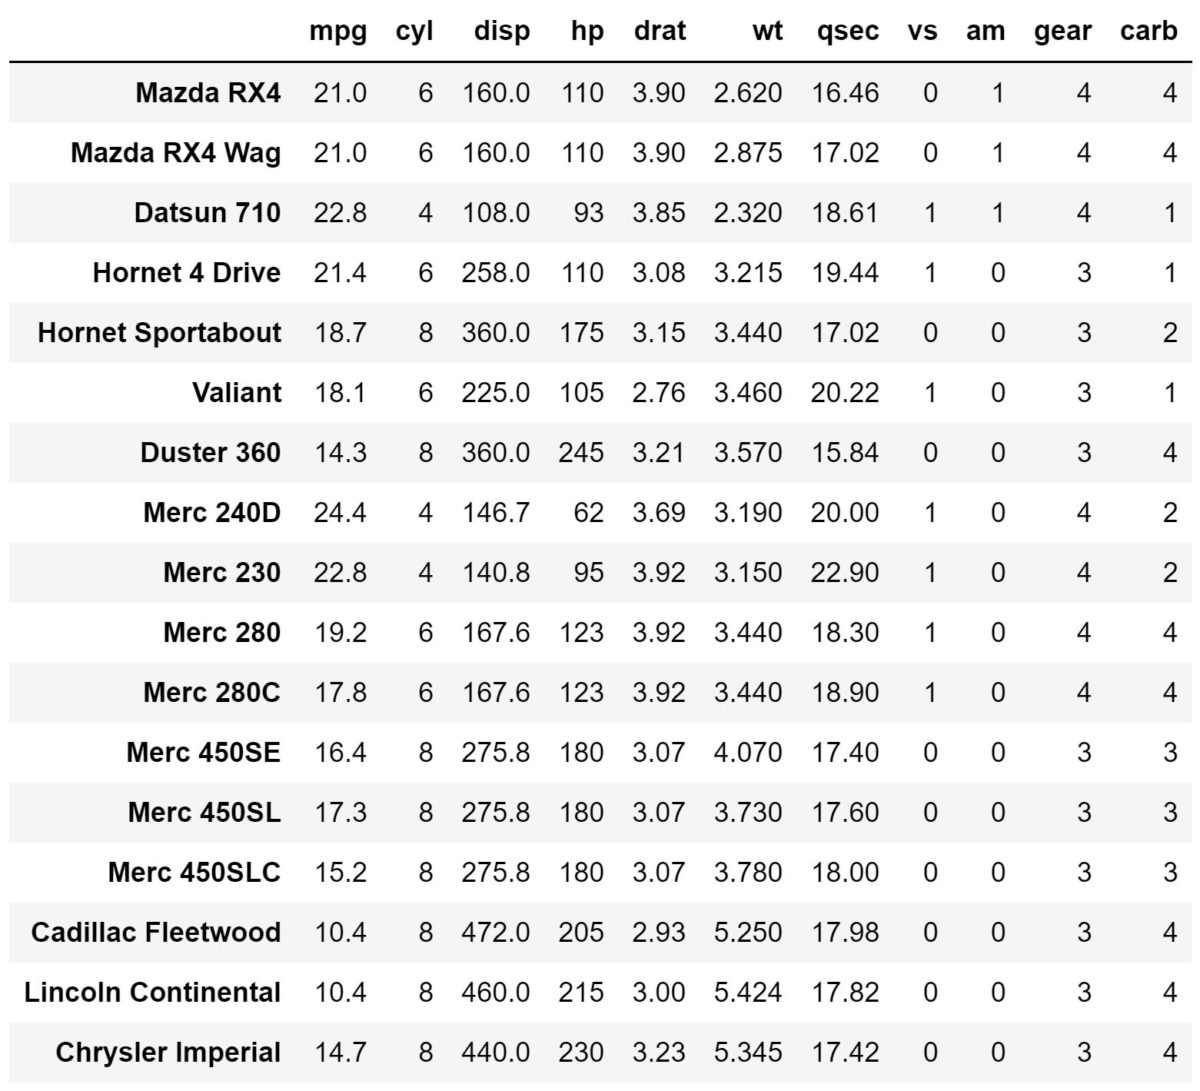 mpg cyl disp hp drat wt qsec vs am gear carb
Mazda RX4 21.0 6 160.0 110 3.90 2.620 16.46 0 1 4 4
Mazda RX4 Wag 21.0 6 160.0 110 3.90 2.875 17.02 0 1 4 4
Datsun 710 22.8 4 108.0 93 3.85 2.320 18.61 1 1 4 1
Hornet 4 Drive 21.4 6 258.0 110 3.08 3.215 19.44 1 0 3 1
Hornet Sportabout 18.7 8 360.0 175 3.15 3.440 17.02 0 0 3 2
Valiant 18.1 6 225.0 105 2.76 3.460 20.22 1 0 3 1
Duster 360 14.3 8 360.0 245 3.21 3.570 15.84 0 0 3 4
Merc 240D 24.4 4 146.7 62 3.69 3.190 20.00 1 0 4 2
Merc 230 22.8 4 140.8 95 3.92 3.150 22.90 1 0 4 2
Merc 280 19.2 6 167.6 123 3.92 3.440 18.30 1 0 4 4
Merc 280C 17.8 6 167.6 123 3.92 3.440 18.90 1 0 4 4
Merc 450SE 16.4 8 275.8 180 3.07 4.070 17.40 0 0 3 3
Merc 450SL 17.3 8 275.8 180 3.07 3.730 17.60 0 0 3 3
Merc 450SLC 15.2 8 275.8 180 3.07 3.780 18.00 0 0 3 3
Cadillac Fleetwood 10.4 8 472.0 205 2.93 5.250 17.98 0 0 3 4
Lincoln Continental 10.4 8 460.0 215 3.00 5.424 17.82 0 0 3 4
Chrysler Imperial 14.7 8 440.0 230 3.23 5.345 17.42 0 0 3 4